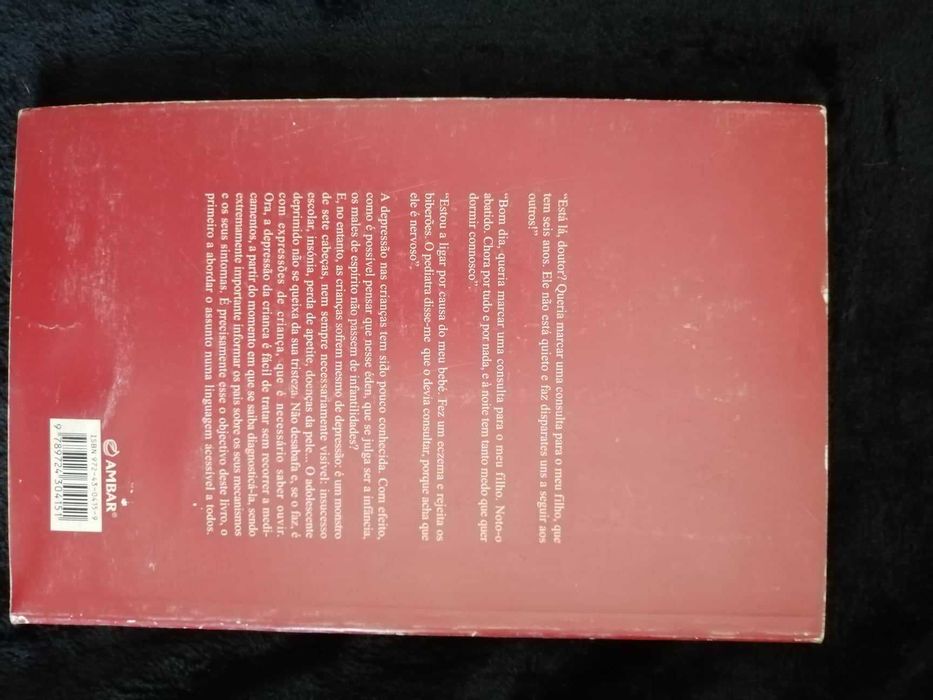 “Está lá, doutor? Queria marcar uma consulta para o meu filho, que
tem seis anos. Ele não está quieto e faz disparates uns a seguir aos
outros!”
“Bom dia, queria marcar uma consulta para o meu filho. Noto-o
abatido. Chora por tudo e por nada, e à noite tem tanto medo que quer
dormir connosco”.
“Estou a ligar por causa do meu bebé. Fez um eczema e rejeita os
biberões. O pediatra disse-me que o devia consultar, porque acha que
ele é nervoso”.
A depressão nas crianças tem sido pouco conhecida. Com efeito,
como é possível pensar que nesse éden, que se julga ser a infância,
os males de espírito não passem de infantilidades?
E, no entanto, as crianças sofrem mesmo de depressão: é um monstro
de sete cabeças, nem sempre necessariamente visível: insucesso
escolar, insónia, perda de apetite, doenças da pele... O adolescente
deprimido não se queixa da sua tristeza. Não desabafa e, se o faz, é
com expressões de criança, que é necessário saber ouvir.
Ora, a depressão da criança é fácil de tratar sem recorrer a medi-
camentos, a partir do momento em que se saiba diagnosticá-la, sendo
extremamente importante informar os pais sobre os seus mecanismos
e os seus sintomas. É precisamente esse o objectivo deste livro, o
primeiro a abordar o assunto numa linguagem acessível a todos.
AMBAR®
ISBN 972-43-0415-9
9 789724 304151